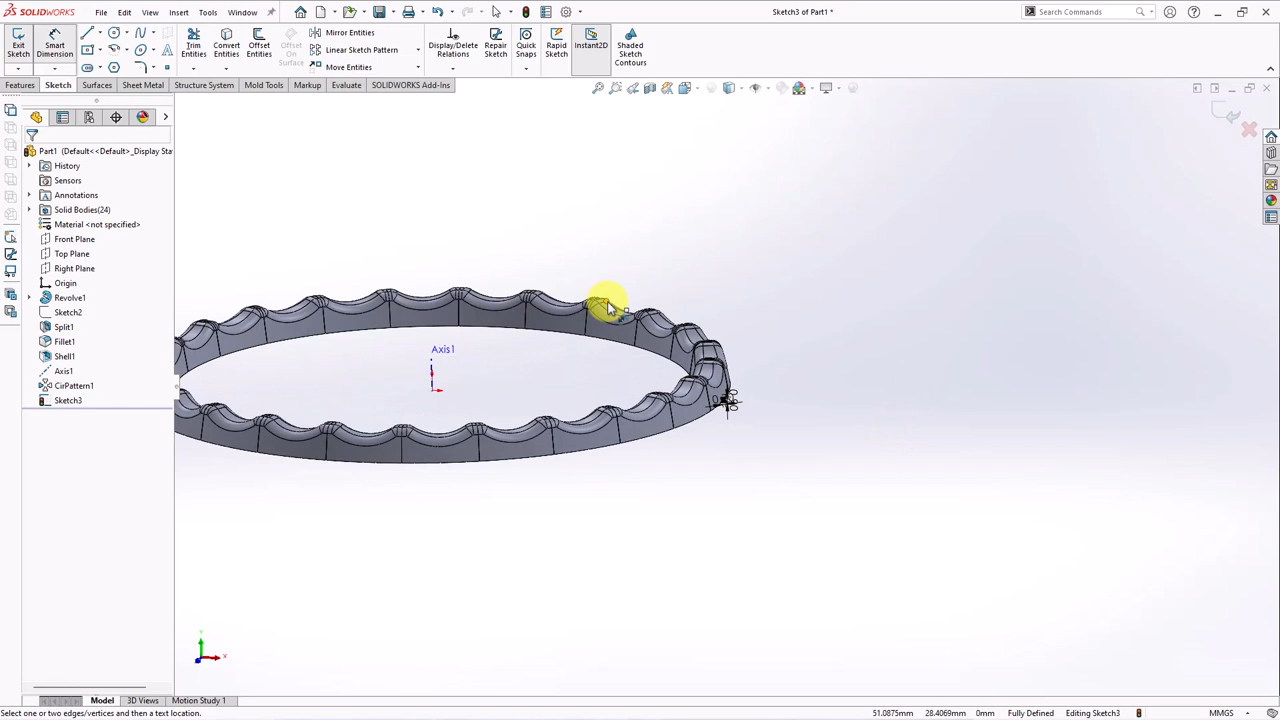 SOLIDWORKS File Edit View Insert Tools Window Sketch3 of Part1 * Search Commands
Exit Sketch
Smart Dimension
Trim Entities
Convert Entities
Offset Entities
Offset On Surface
Mirror Entities
Linear Sketch Pattern
Move Entities
Display/Delete Relations
Repair Sketch
Quick Snaps
Rapid Sketch
Instant2D
Shaded Sketch Contours
Features Sketch Surfaces Sheet Metal Structure System Mold Tools Markup Evaluate SOLIDWORKS Add-Ins
Part1 (Default<<Default>_Display Sta
History
Sensors
Annotations
Solid Bodies(24)
Material <not specified>
Front Plane
Top Plane
Right Plane
Origin
Revolve1
Sketch2
Split1
Fillet1
Shell1
Axis1
CirPattern1
Sketch3
Axis1
Y
X
Model 3D Views Motion Study 1
Select one or two edges/vertices and then a text location. 51.0875mm 28.4069mm 0mm Fully Defined Editing Sketch3 MMGS